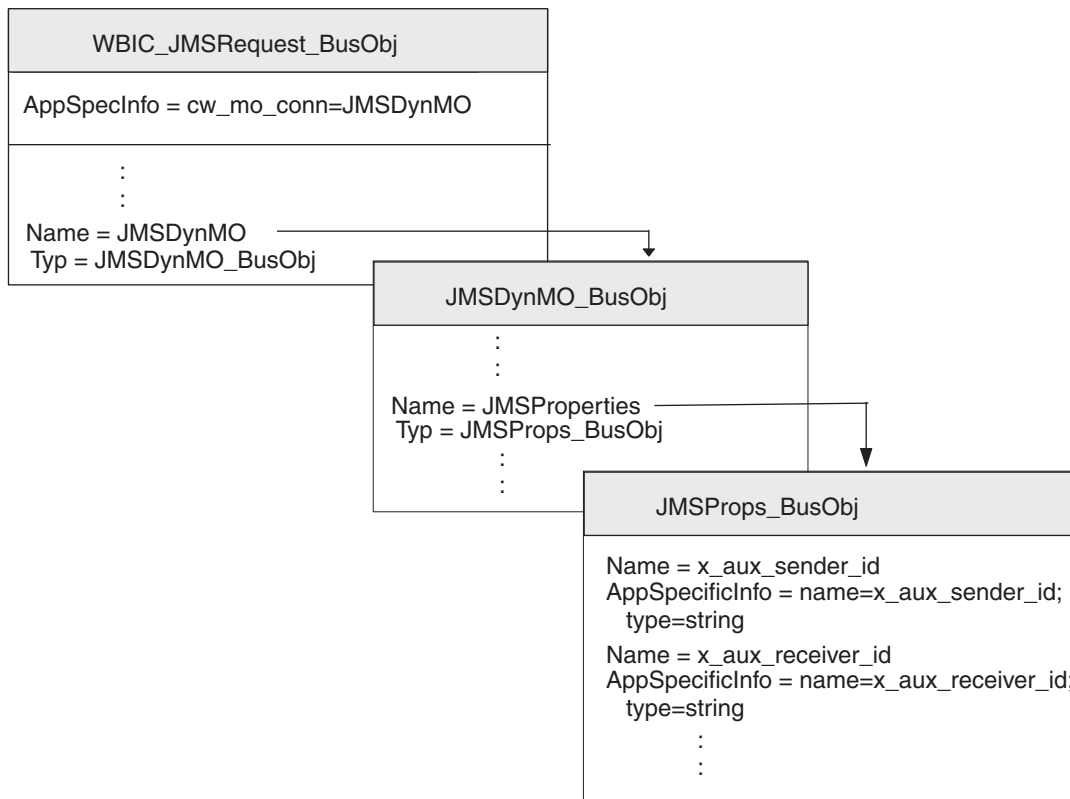 WBIC_JMSRequest_BusObj
AppSpecInfo = cw_mo_conn=JMSDynMO
:
:
Name = JMSDynMO
Typ = JMSDynMO_BusObj
JMSDynMO_BusObj
:
:
Name = JMSProperties
Typ = JMSProps_BusObj
:
:
JMSProps_BusObj
Name = x_aux_sender_id
AppSpecificInfo = name=x_aux_sender_id;
type=string
Name = x_aux_receiver_id
AppSpecificInfo = name=x_aux_receiver_id;
type=string
:
: